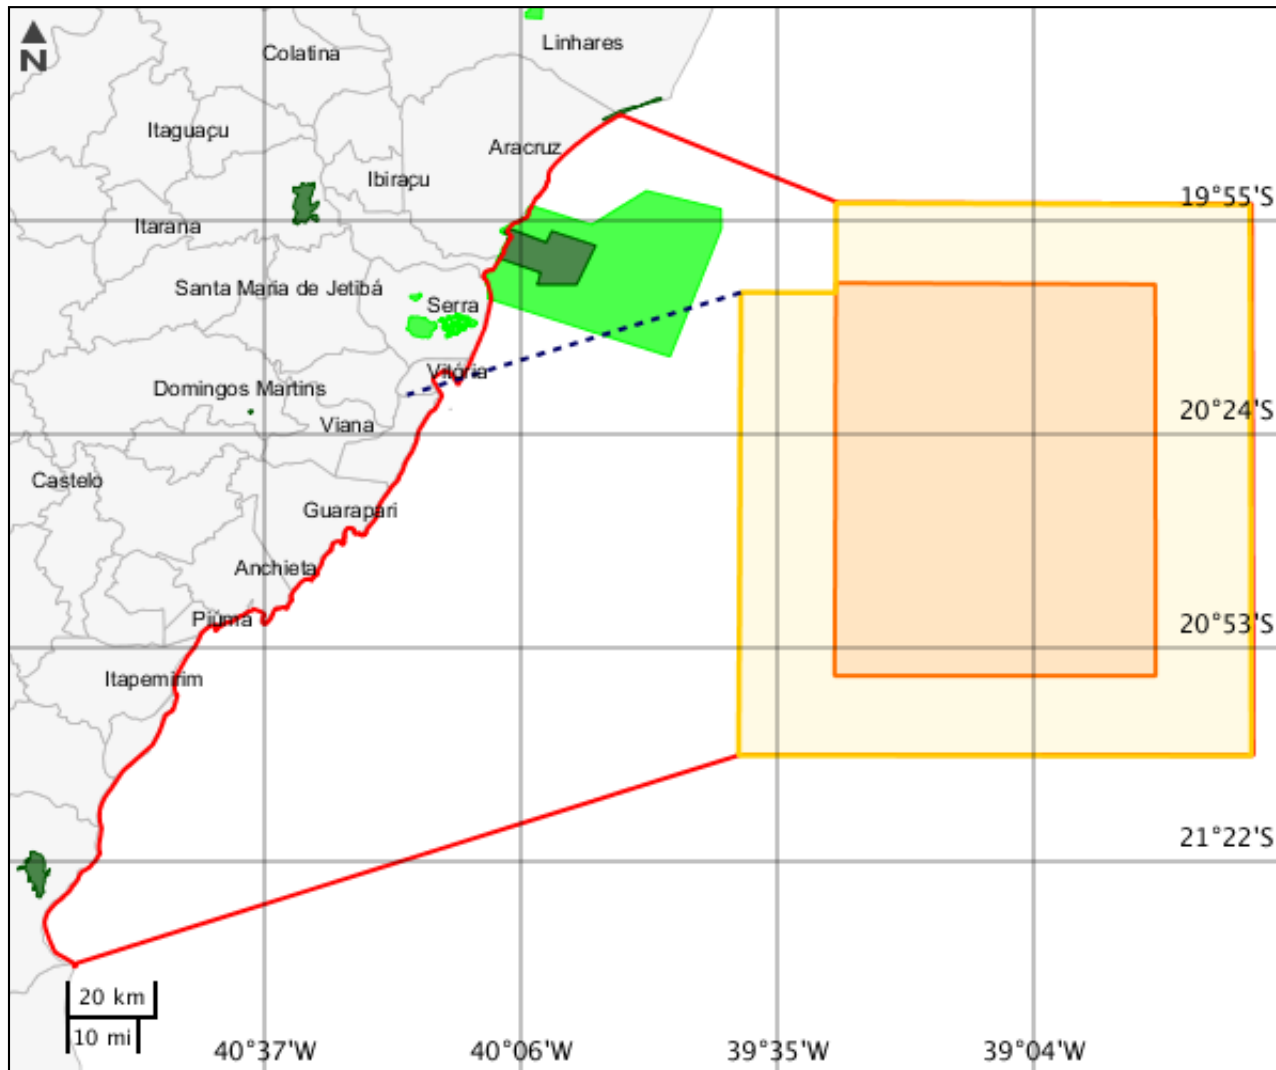 N
Linhares
Colatina
Itaguaçu
Aracruz
Ibiraçu
19°55'S
Itarana
Santa Maria de Jetibá
Serra
Vitória
Domingos Martins
20°24'S
Viana
Castelo
Guarapari
Anchieta
Piúma
20°53'S
Itapemirim
21°22'S
20 km
10 mi
40°37'W 40°06'W 39°35'W 39°04'W